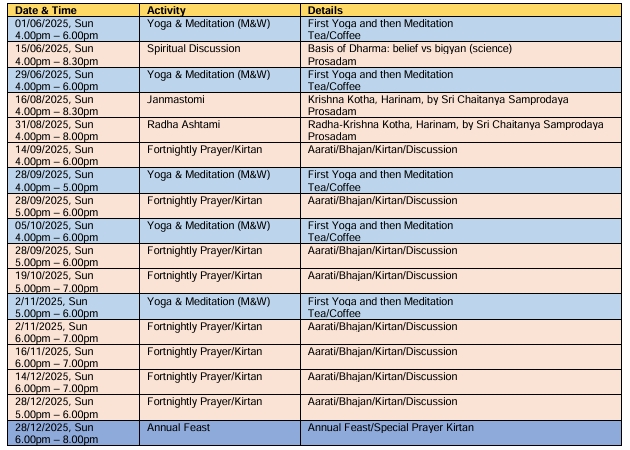 Date & Time Activity Details
01/06/2025, Sun Yoga & Meditation (M&W) First Yoga and then Meditation
4.00pm – 6.00pm Tea/Coffee
15/06/2025, Sun Spiritual Discussion Basis of Dharma: belief vs bigyan (science)
4.00pm – 8.30pm Prosadam
29/06/2025, Sun Yoga & Meditation (M&W) First Yoga and then Meditation
4.00pm – 6.00pm Tea/Coffee
16/08/2025, Sun Janmastomi Krishna Kotha, Harinam, by Sri Chaitanya Samprodaya
4.00pm – 8.30pm Prosadam
31/08/2025, Sun Radha Ashtami Radha-Krishna Kotha, Harinam, by Sri Chaitanya Samprodaya
4.00pm – 8.00pm Prosadam
14/09/2025, Sun Fortnightly Prayer/Kirtan Aarati/Bhajan/Kirtan/Discussion
4.00pm – 6.00pm
28/09/2025, Sun Yoga & Meditation (M&W) First Yoga and then Meditation
4.00pm – 5.00pm Tea/Coffee
28/09/2025, Sun Fortnightly Prayer/Kirtan Aarati/Bhajan/Kirtan/Discussion
5.00pm – 6.00pm
05/10/2025, Sun Yoga & Meditation (M&W) First Yoga and then Meditation
4.00pm – 6.00pm Tea/Coffee
28/09/2025, Sun Fortnightly Prayer/Kirtan Aarati/Bhajan/Kirtan/Discussion
5.00pm – 6.00pm
19/10/2025, Sun Fortnightly Prayer/Kirtan Aarati/Bhajan/Kirtan/Discussion
5.00pm – 7.00pm
2/11/2025, Sun Yoga & Meditation (M&W) First Yoga and then Meditation
5.00pm – 6.00pm Tea/Coffee
2/11/2025, Sun Fortnightly Prayer/Kirtan Aarati/Bhajan/Kirtan/Discussion
6.00pm – 7.00pm
16/11/2025, Sun Fortnightly Prayer/Kirtan Aarati/Bhajan/Kirtan/Discussion
6.00pm – 7.00pm
14/12/2025, Sun Fortnightly Prayer/Kirtan Aarati/Bhajan/Kirtan/Discussion
6.00pm – 7.00pm
28/12/2025, Sun Fortnightly Prayer/Kirtan Aarati/Bhajan/Kirtan/Discussion
5.00pm – 6.00pm
28/12/2025, Sun Annual Feast Annual Feast/Special Prayer Kirtan
6.00pm – 8.00pm